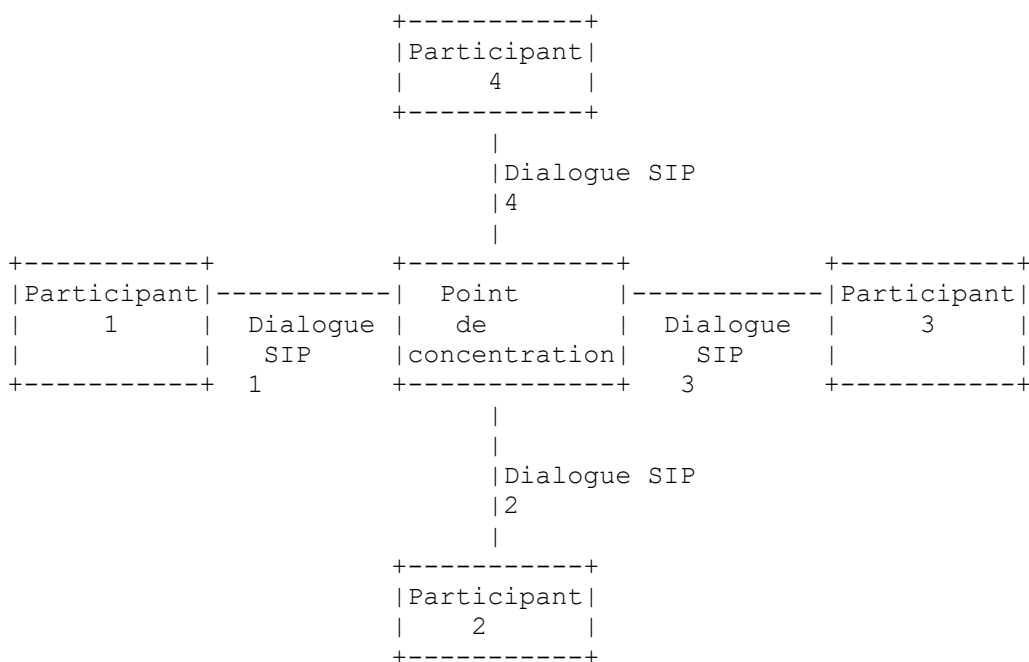 Participant
4
Dialogue SIP
4
Participant Point Participant
1 Dialogue de Dialogue 3
SIP concentration SIP
1 3
Dialogue SIP
2
Participant
2